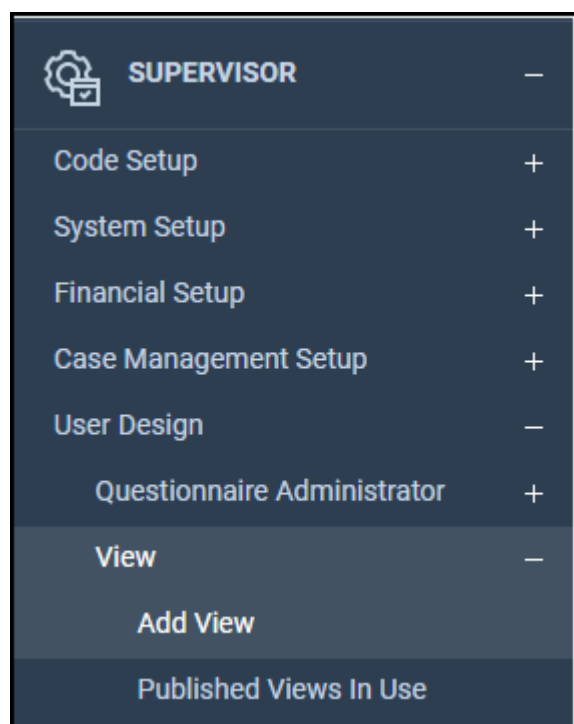 SUPERVISOR –
Code Setup +
System Setup +
Financial Setup +
Case Management Setup +
User Design –
Questionnaire Administrator +
View –
Add View
Published Views In Use